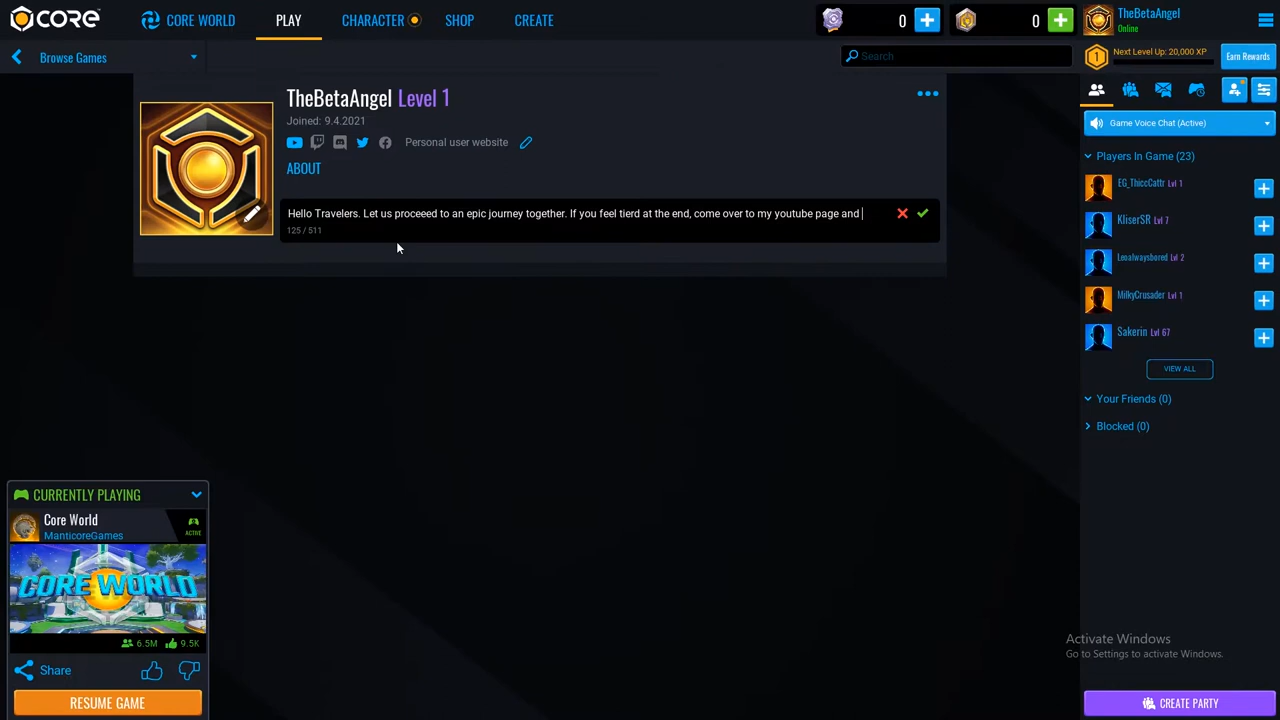 CORE
CORE WORLD
PLAY
CHARACTER
SHOP
CREATE
0
0
TheBetaAngel
Online
Browse Games
Search
1
Next Level Up: 20,000 XP
Earn Rewards
TheBetaAngel Level 1
Joined: 9.4.2021
Personal user website
ABOUT
Hello Travelers. Let us proceeed to an epic journey together. If you feel tierd at the end, come over to my youtube page and
125 / 511
Game Voice Chat (Active)
Players In Game (23)
EG_ThiccCattr Lvl 1
KliserSR Lvl 7
Leoalwaysbored Lvl 2
MilkyCrusader Lvl 1
Sakerin Lvl 67
VIEW ALL
Your Friends (0)
Blocked (0)
CURRENTLY PLAYING
Core World
ManticoreGames
ACTIVE
CORE WORLD
6.5M 9.5K
Share
RESUME GAME
Activate Windows
Go to Settings to activate Windows.
CREATE PARTY